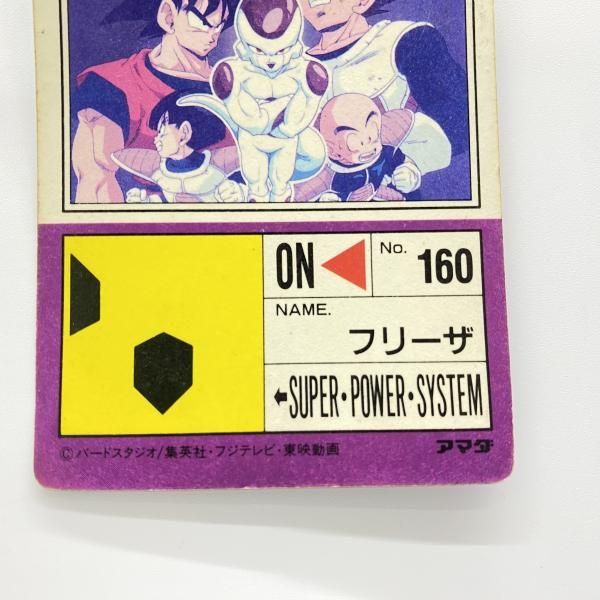 ON
No. 160
NAME.
フリーザ
←SUPER・POWER・SYSTEM
©バードスタジオ/集英社・フジテレビ・東映動画
アマダ